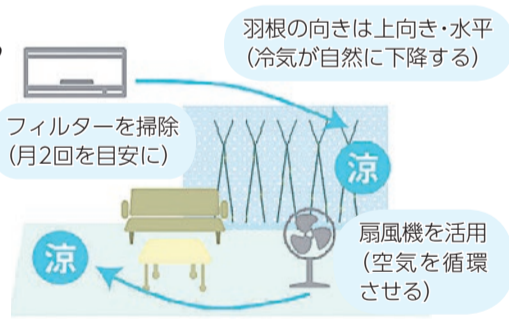 羽根の向きは上向き・水平
(冷気が自然に下降する)
フィルターを掃除
(月2回を目安に)
涼
扇風機を活用
(空気を循環
させる)
涼